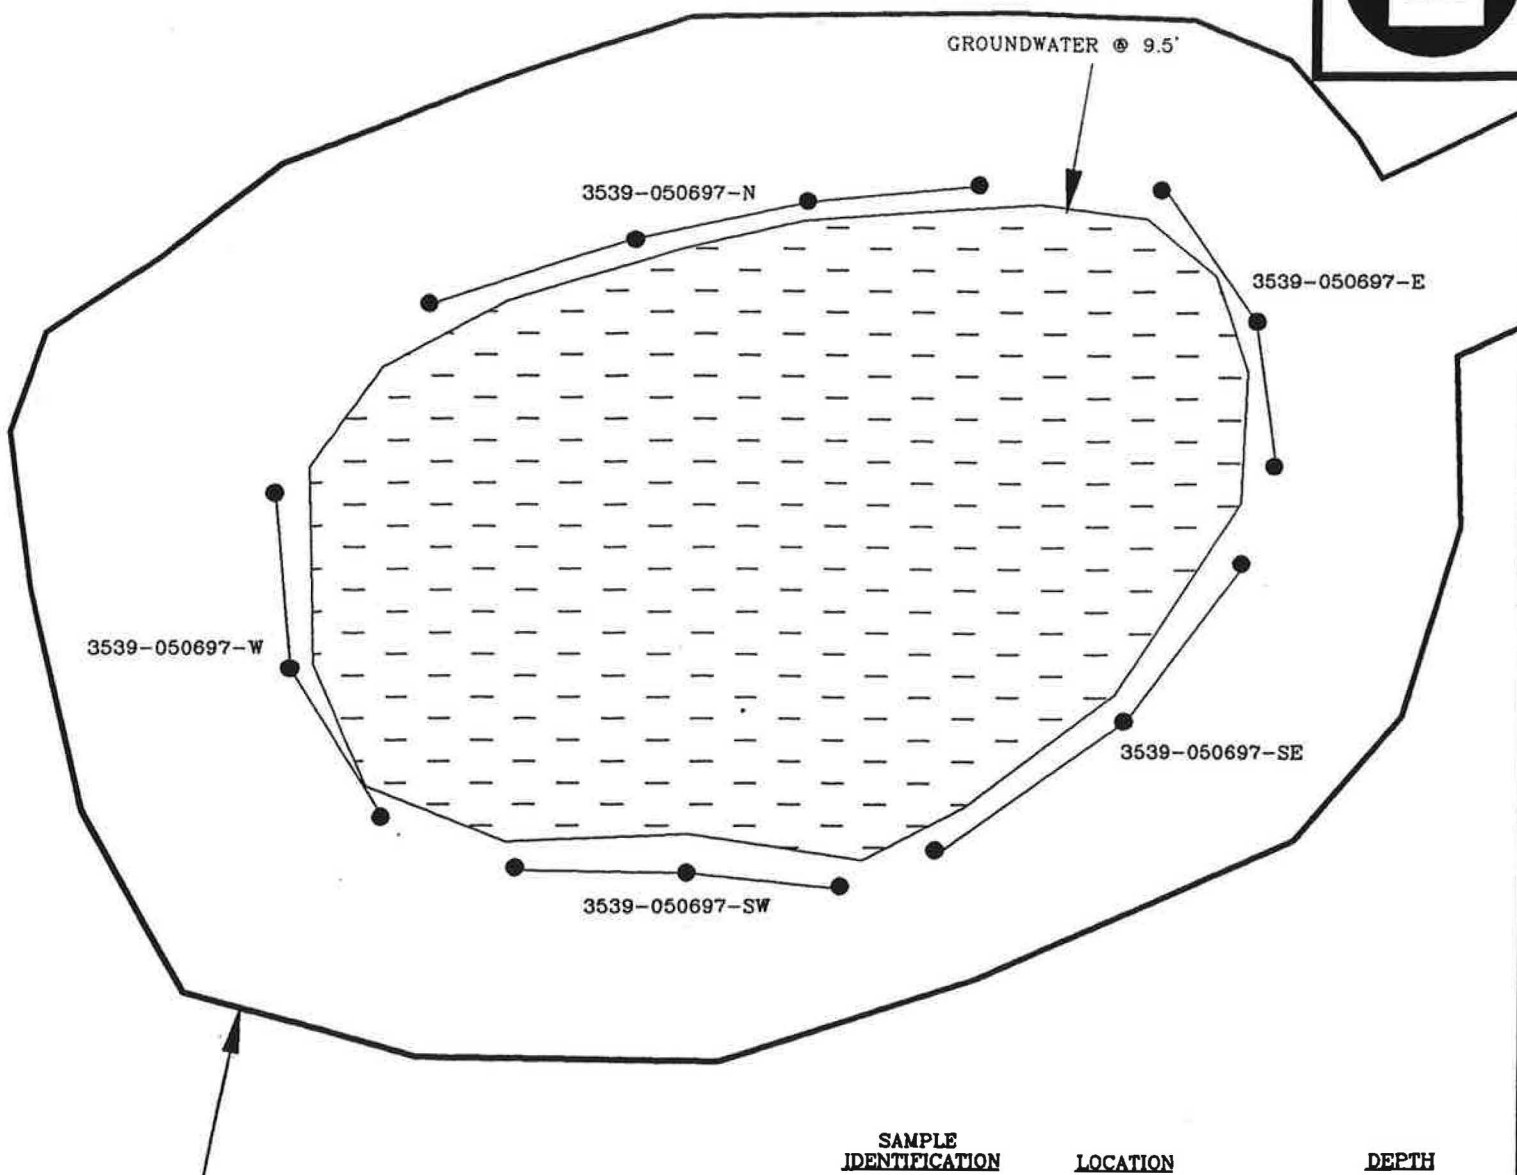 GROUNDWATER @ 9.5'
3539-050697-N
3539-050697-E
3539-050697-W
3539-050697-SE
3539-050697-SW
SAMPLE
IDENTIFICATION LOCATION DEPTH